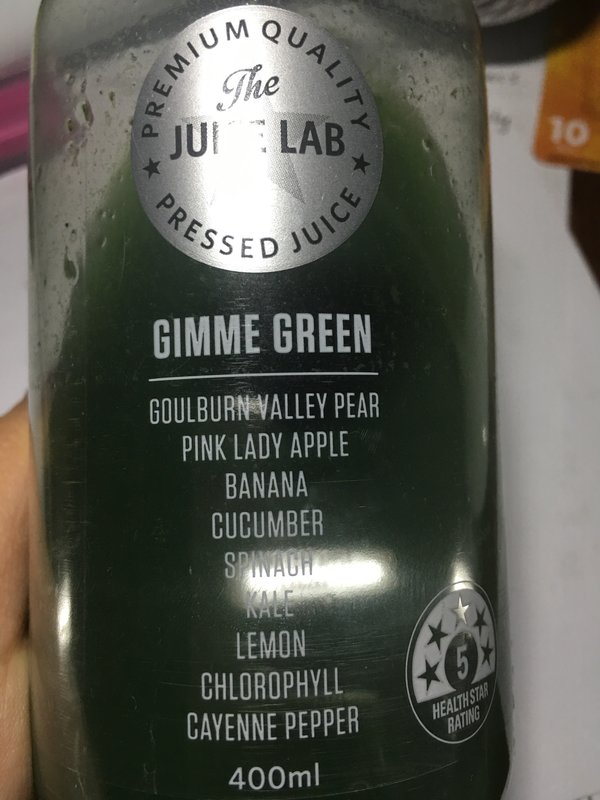 PREMIUM QUALITY
The
JUICE LAB
PRESSED JUICE
GIMME GREEN
GOULBURN VALLEY PEAR
PINK LADY APPLE
BANANA
CUCUMBER
SPINACH
KALE
LEMON
CHLOROPHYLL
CAYENNE PEPPER
400ml
5
HEALTH STAR
RATING
10